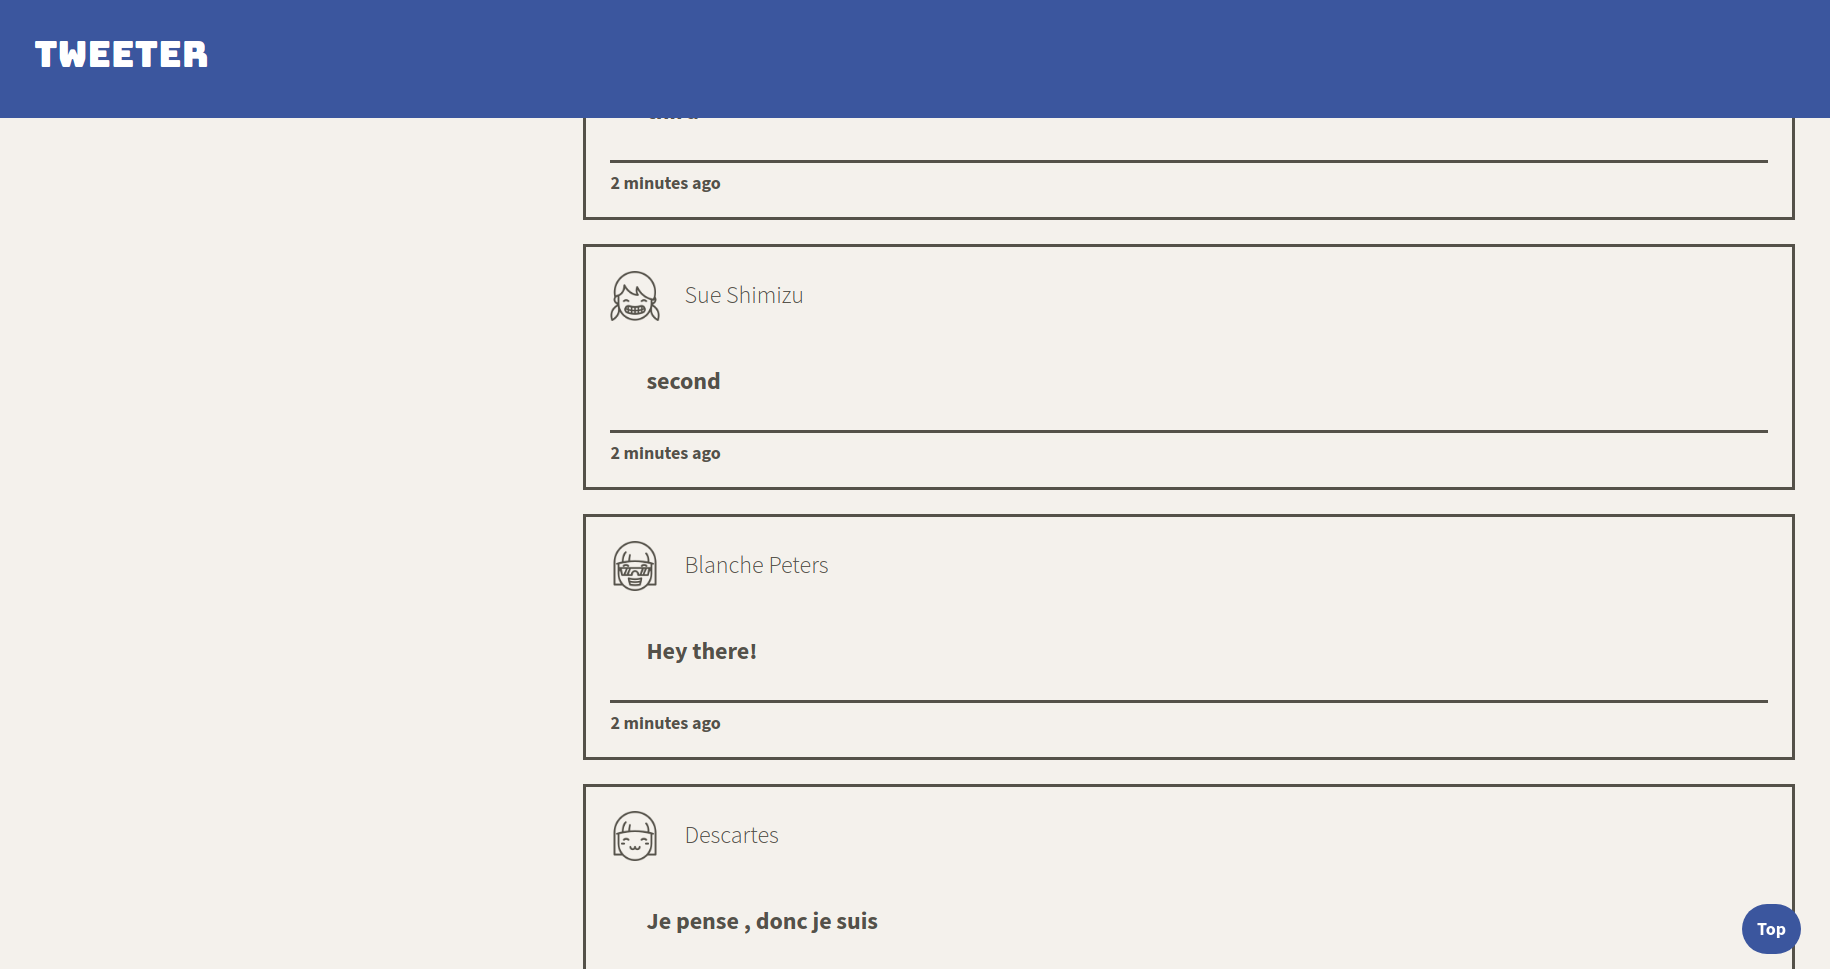 TWEETER
2 minutes ago
Sue Shimizu
second
2 minutes ago
Blanche Peters
Hey there!
2 minutes ago
Descartes
Je pense , donc je suis
Top